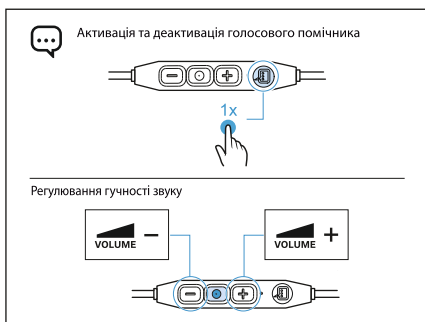 Активація та деактивація голосового помічника
1x
Регулювання гучності звуку
VOLUME −
VOLUME +